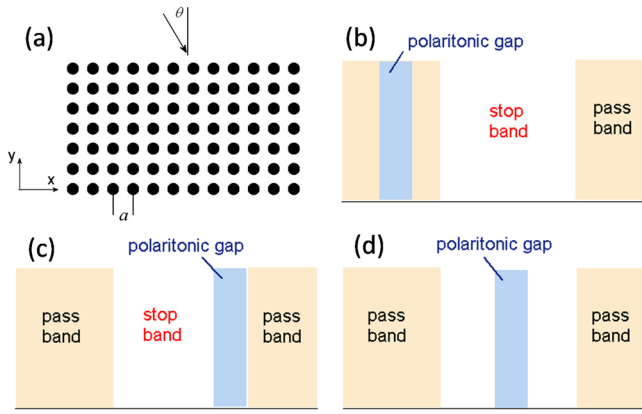 (a)
θ
y
x
a
(b)
polaritonic gap
stop
band
pass
band
(c)
polaritonic gap
pass
band
stop
band
pass
band
(d)
polaritonic gap
pass
band
pass
band